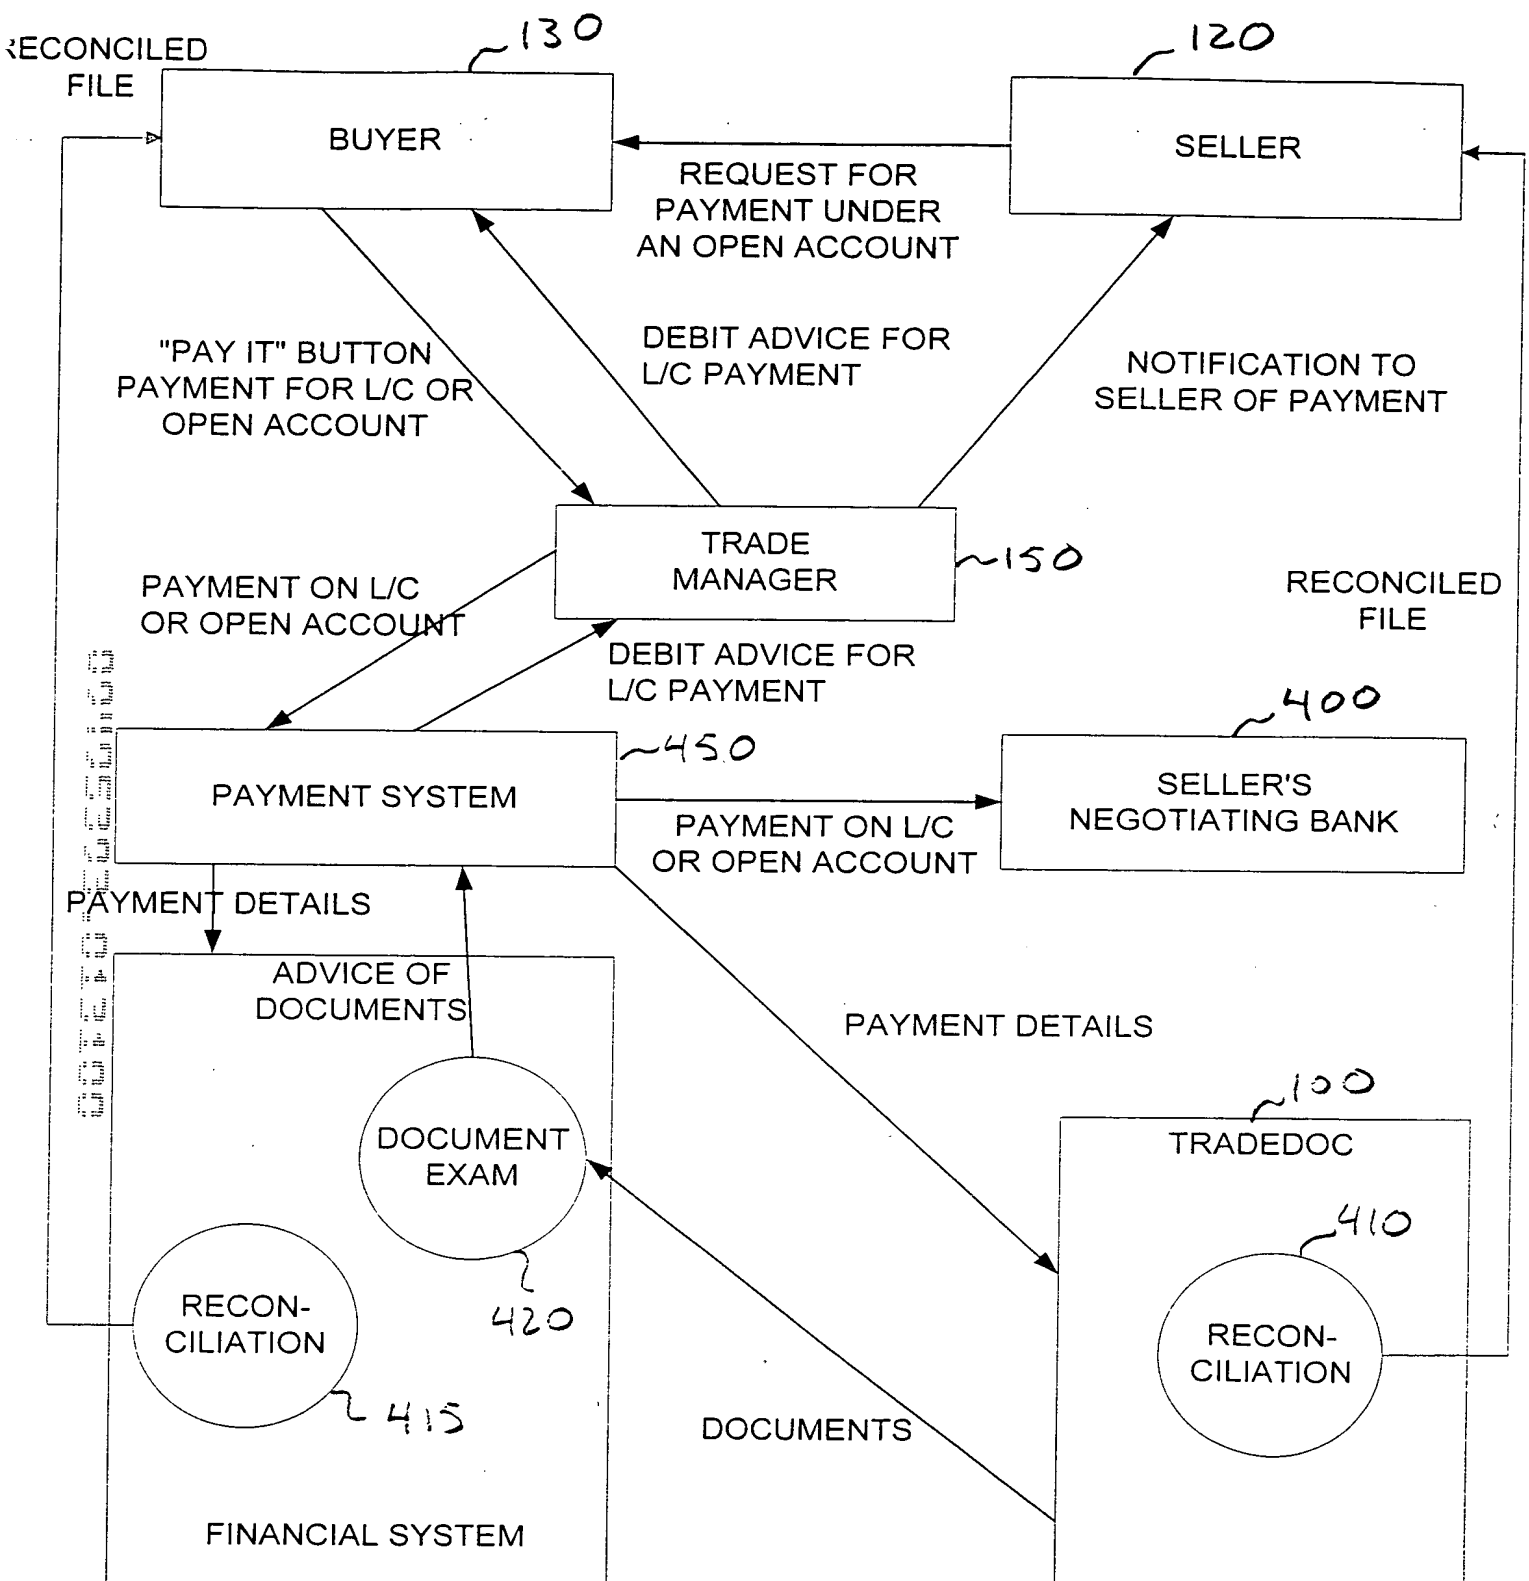 130
120
RECONCILED
FILE
BUYER
SELLER
REQUEST FOR
PAYMENT UNDER
AN OPEN ACCOUNT
"PAY IT" BUTTON
PAYMENT FOR L/C OR
OPEN ACCOUNT
DEBIT ADVICE FOR
L/C PAYMENT
NOTIFICATION TO
SELLER OF PAYMENT
TRADE
MANAGER
150
PAYMENT ON L/C
OR OPEN ACCOUNT
RECONCILED
FILE
DEBIT ADVICE FOR
L/C PAYMENT
400
450
PAYMENT SYSTEM
SELLER'S
NEGOTIATING BANK
PAYMENT ON L/C
OR OPEN ACCOUNT
PAYMENT DETAILS
ADVICE OF
DOCUMENTS
PAYMENT DETAILS
100
TRADEDOC
DOCUMENT
EXAM
410
420
RECON-
CILIATION
RECON-
CILIATION
415
DOCUMENTS
FINANCIAL SYSTEM